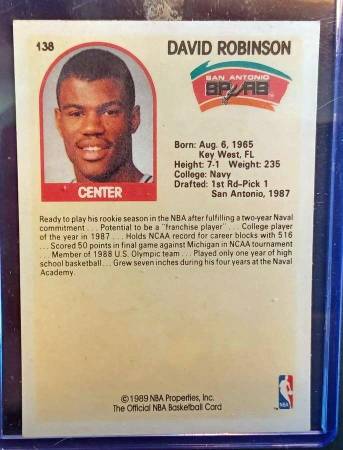 138
DAVID ROBINSON
SAN ANTONIO
SPURS
Born: Aug. 6, 1965
Key West, FL
Height: 7-1 Weight: 235
College: Navy
Drafted: 1st Rd-Pick 1
San Antonio, 1987
CENTER
Ready to play his rookie season in the NBA after fulfilling a two-year Naval
commitment . . . Potential to be a "franchise player" . . . College player
of the year in 1987 . . . Holds NCAA record for career blocks with 516
. . . Scored 50 points in final game against Michigan in NCAA tournament
. . . Member of 1988 U.S. Olympic team . . . Played only one year of high
school basketball . . . Grew seven inches during his four years at the Naval
Academy.
© 1989 NBA Properties, Inc.
The Official NBA Basketball Card
NBA